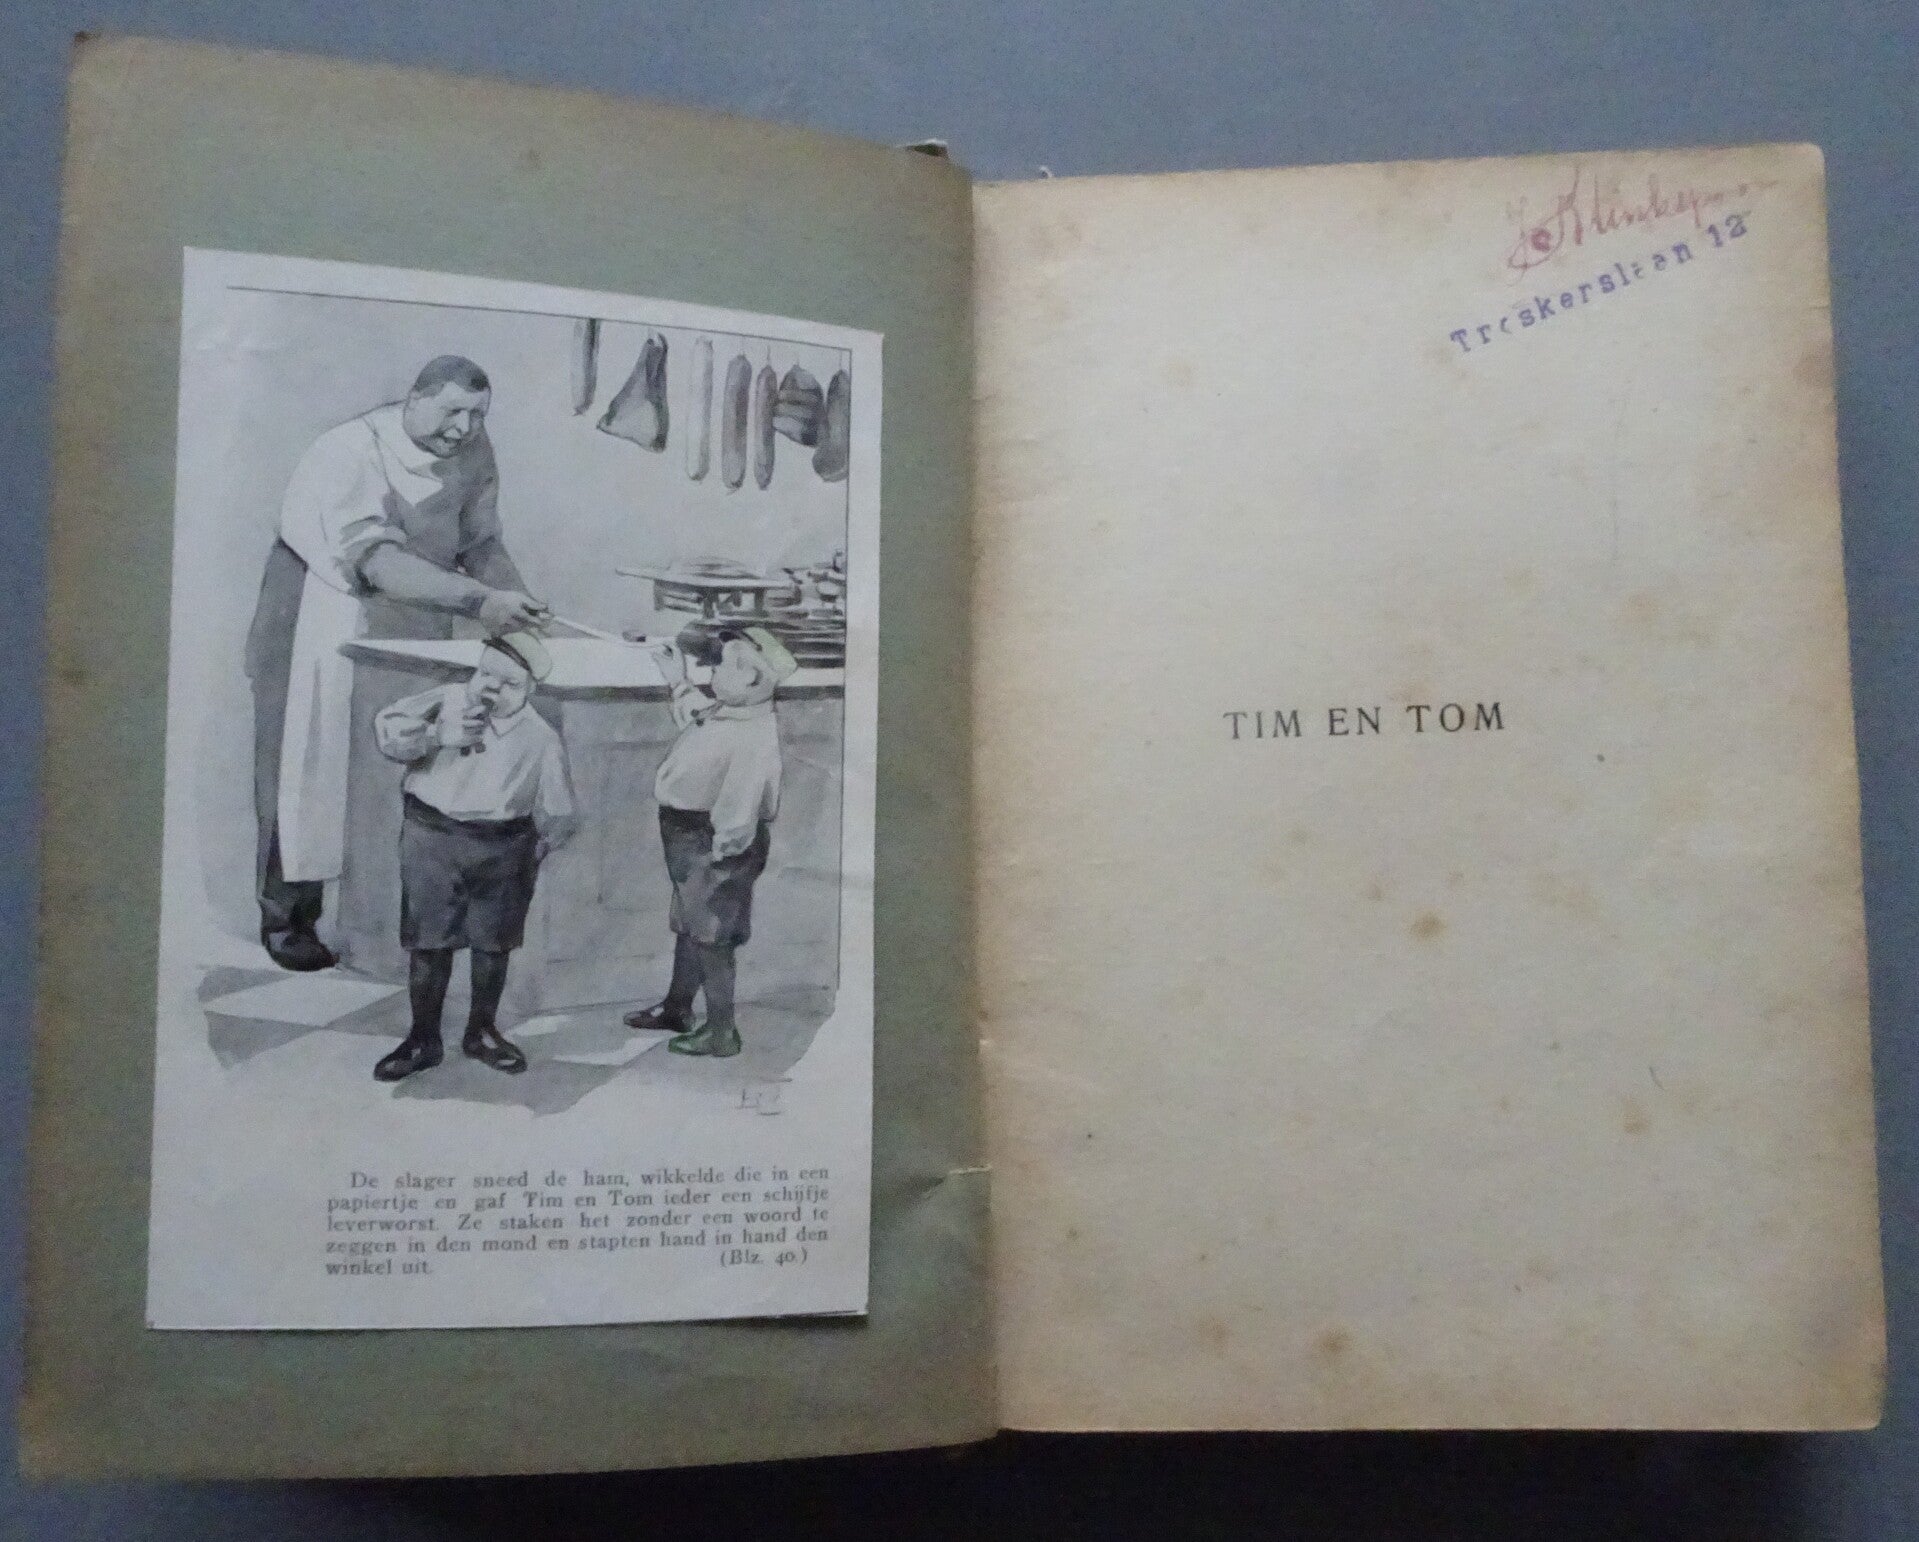 De slager sneed de ham, wikkelde die in een
papiertje en gaf Tim en Tom ieder een schijfje
leverworst. Ze staken het zonder een woord te
zeggen in den mond en stapten hand in hand den
winkel uit. (Blz. 40.)
12
TIM EN TOM